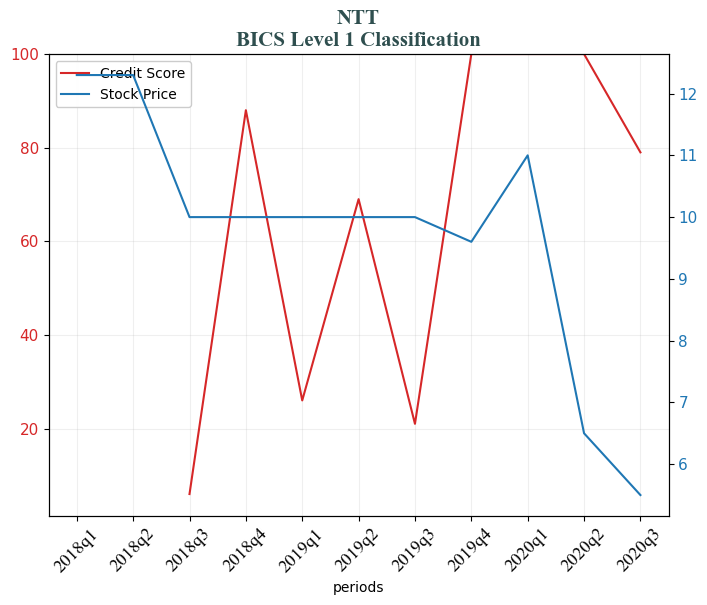 NTT
BICS Level 1 Classification
Credit Score
Stock Price
100
80
60
40
20
12
11
10
9
8
7
6
2018q1
2018q2
2018q3
2018q4
2019q1
2019q2
2019q3
2019q4
2020q1
2020q2
2020q3
periods